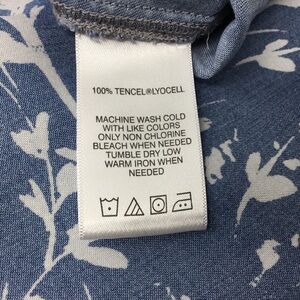 100% TENCEL®LYOCELL
MACHINE WASH COLD
WITH LIKE COLORS
ONLY NON CHLORINE
BLEACH WHEN NEEDED
TUMBLE DRY LOW
WARM IRON WHEN
NEEDED